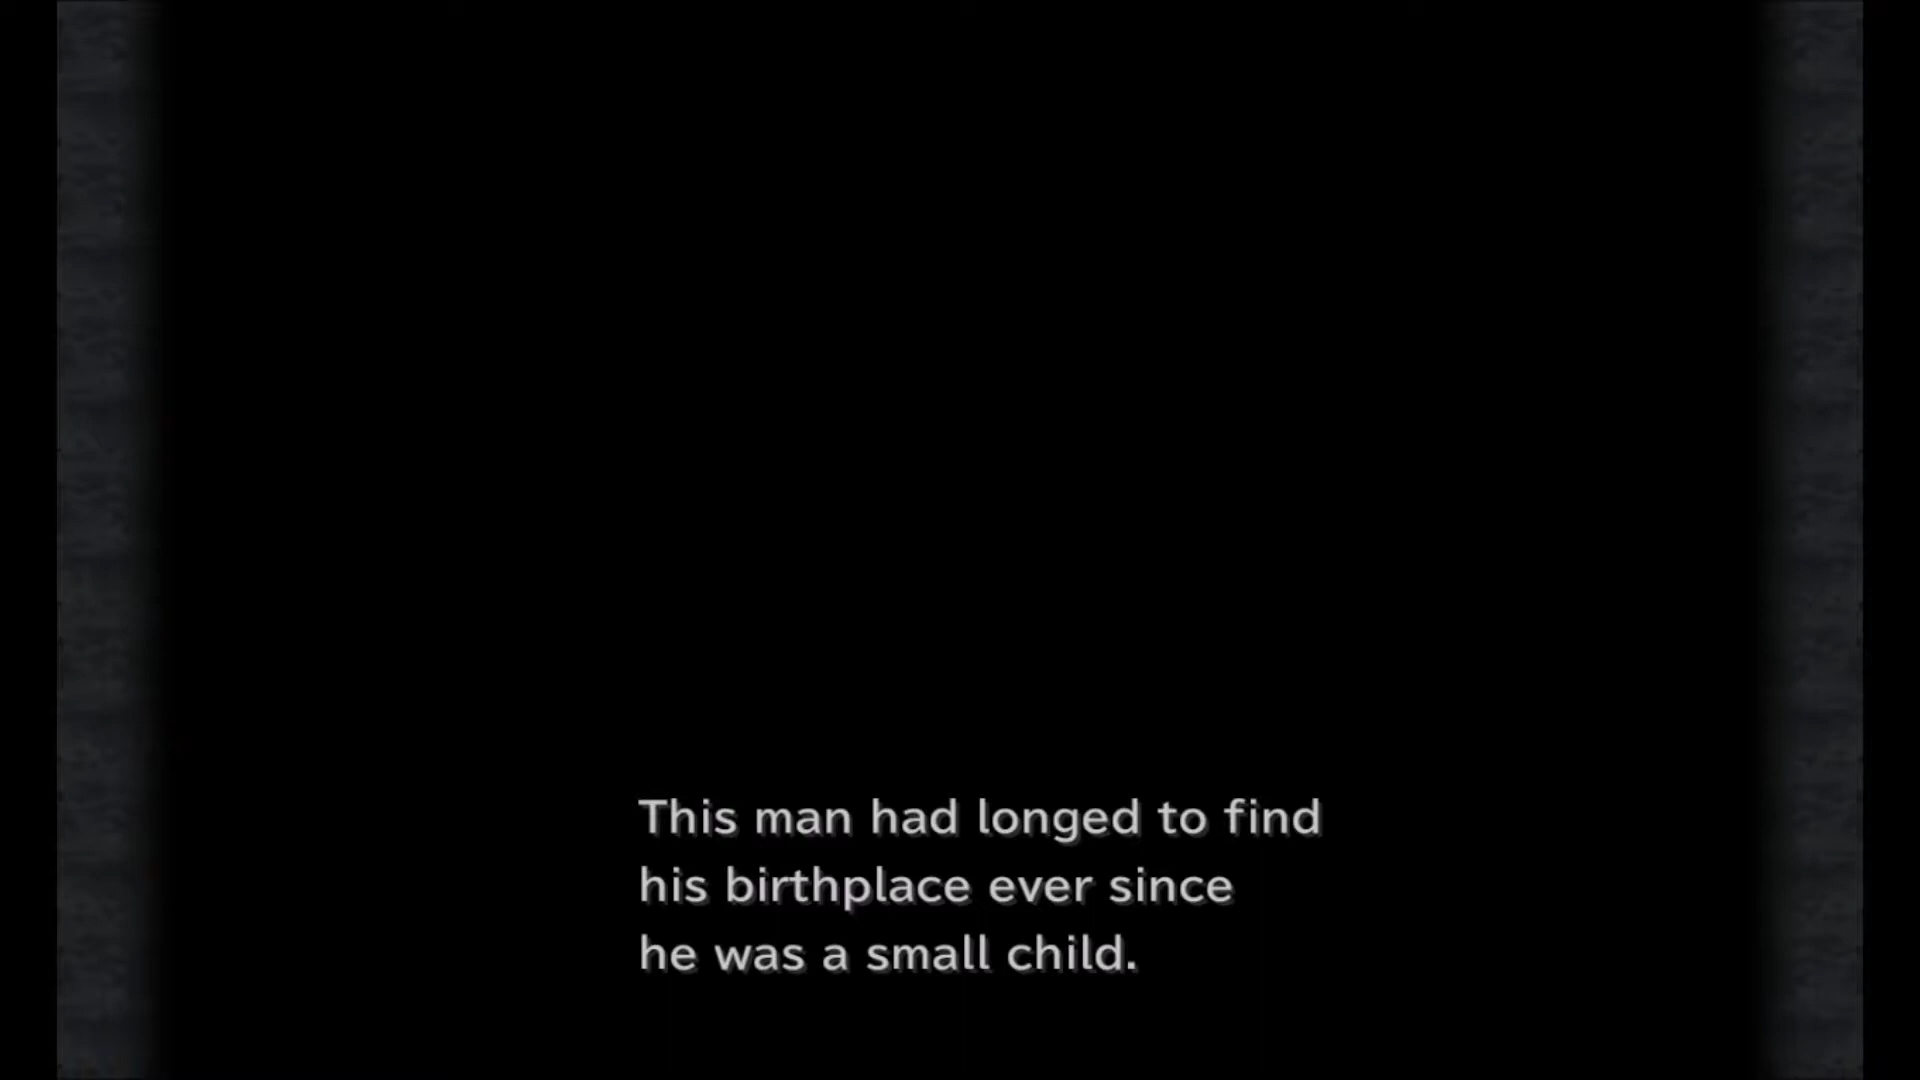 This man had longed to find
his birthplace ever since
he was a small child.